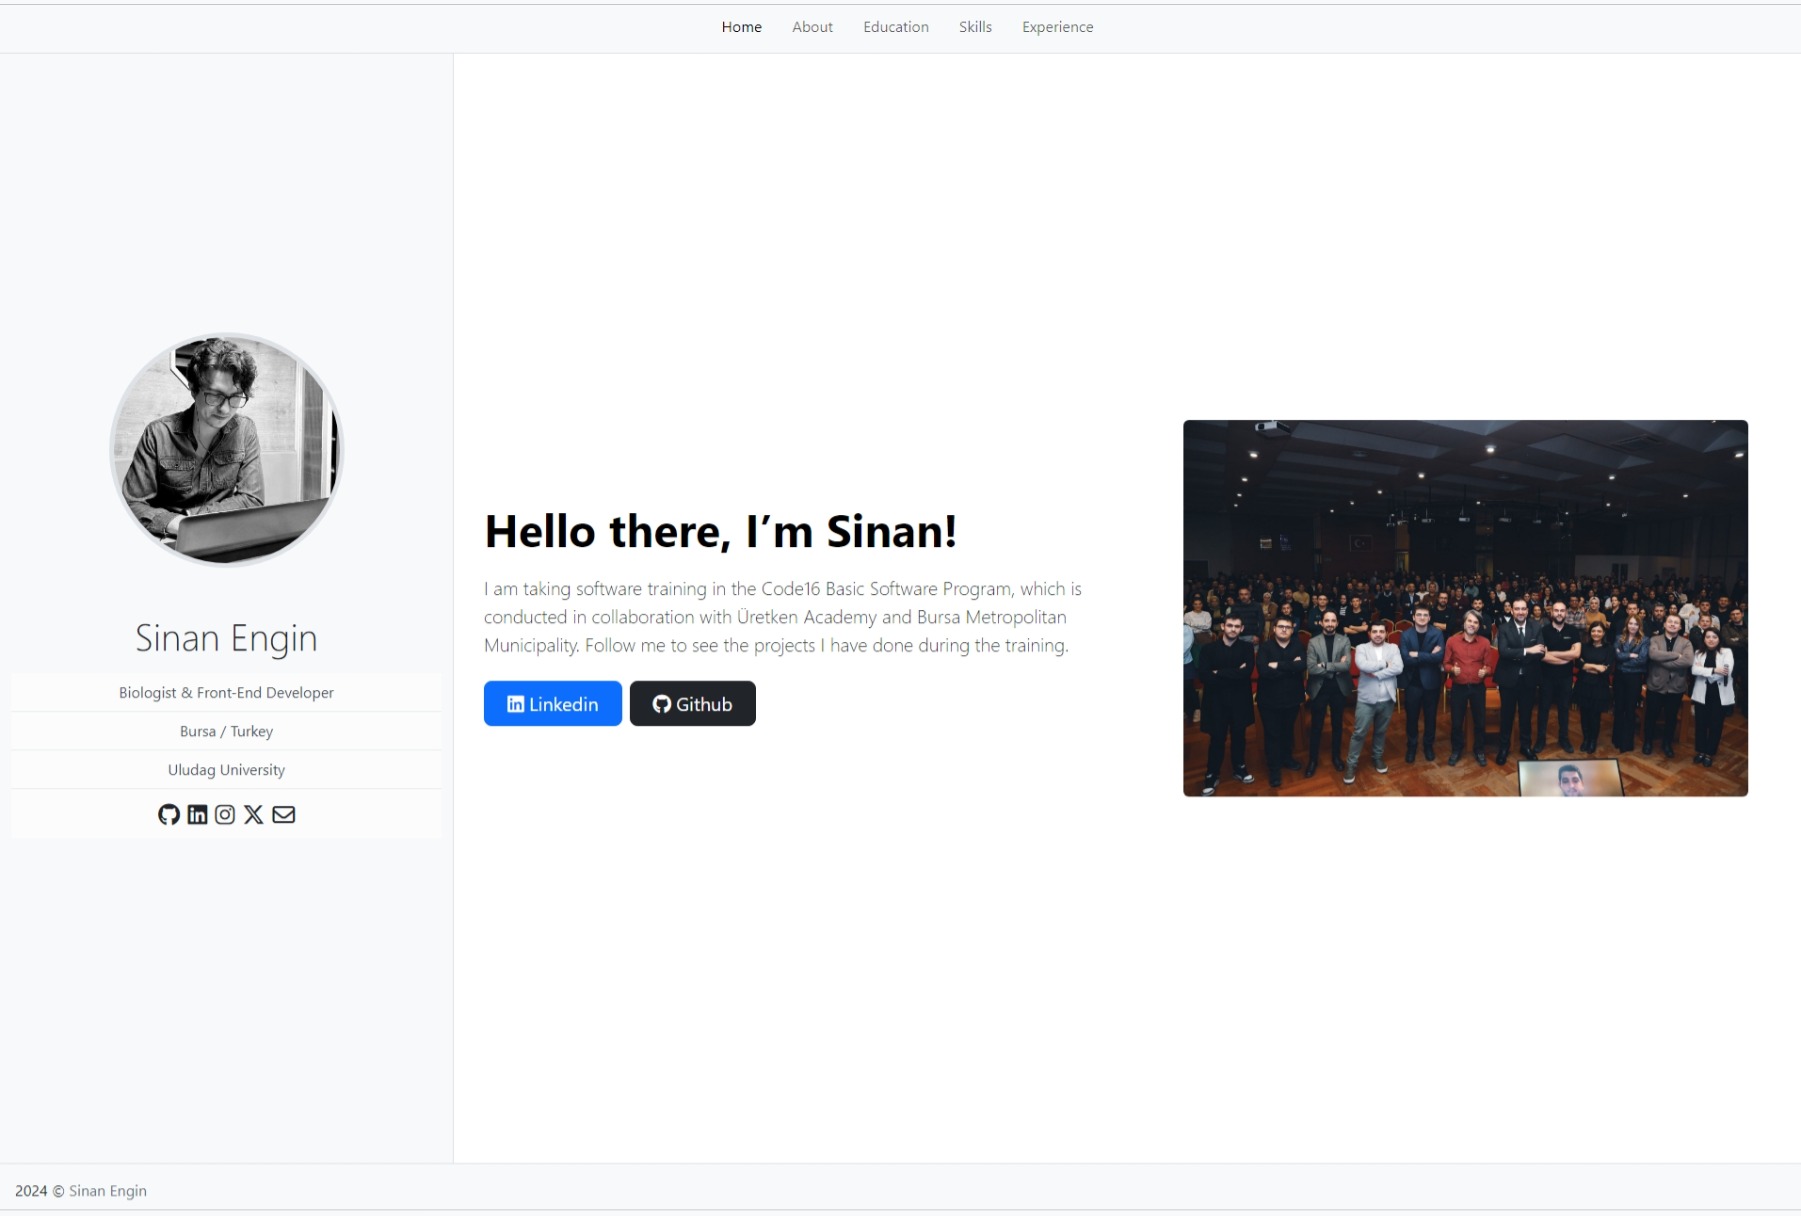 Home About Education Skills Experience
Sinan Engin
Biologist & Front-End Developer
Bursa / Turkey
Uludag University
Hello there, I’m Sinan!
I am taking software training in the Code16 Basic Software Program, which is
conducted in collaboration with Üretken Academy and Bursa Metropolitan
Municipality. Follow me to see the projects I have done during the training.
Linkedin Github
2024 © Sinan Engin